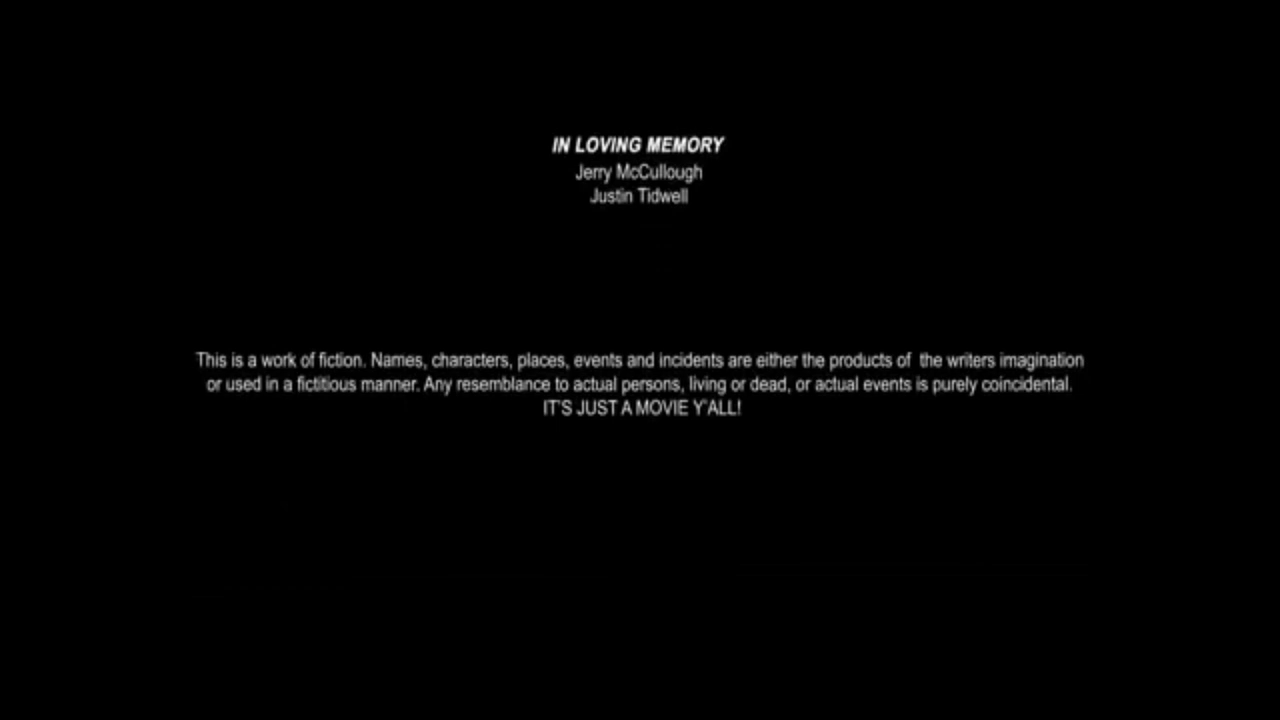 IN LOVING MEMORY
Jerry McCullough
Justin Tidwell
This is a work of fiction. Names, characters, places, events and incidents are either the products of the writers imagination
or used in a fictitious manner. Any resemblance to actual persons, living or dead, or actual events is purely coincidental.
IT'S JUST A MOVIE Y'ALL!